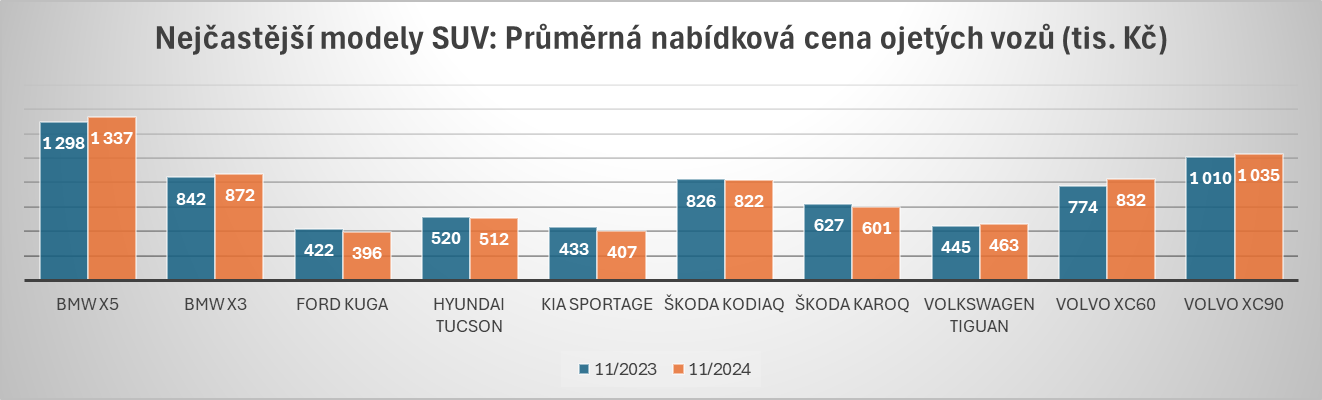 Nejčastější modely SUV: Průměrná nabídková cena ojetých vozů (tis. Kč)
1 298 1 337 842 872 422 396 520 512 433 407 826 822 627 601 445 463 774 832 1 010 1 035
BMW X5 BMW X3 FORD KUGA HYUNDAI TUCSON KIA SPORTAGE ŠKODA KODIAQ ŠKODA KAROQ VOLKSWAGEN TIGUAN VOLVO XC60 VOLVO XC90
11/2023 11/2024